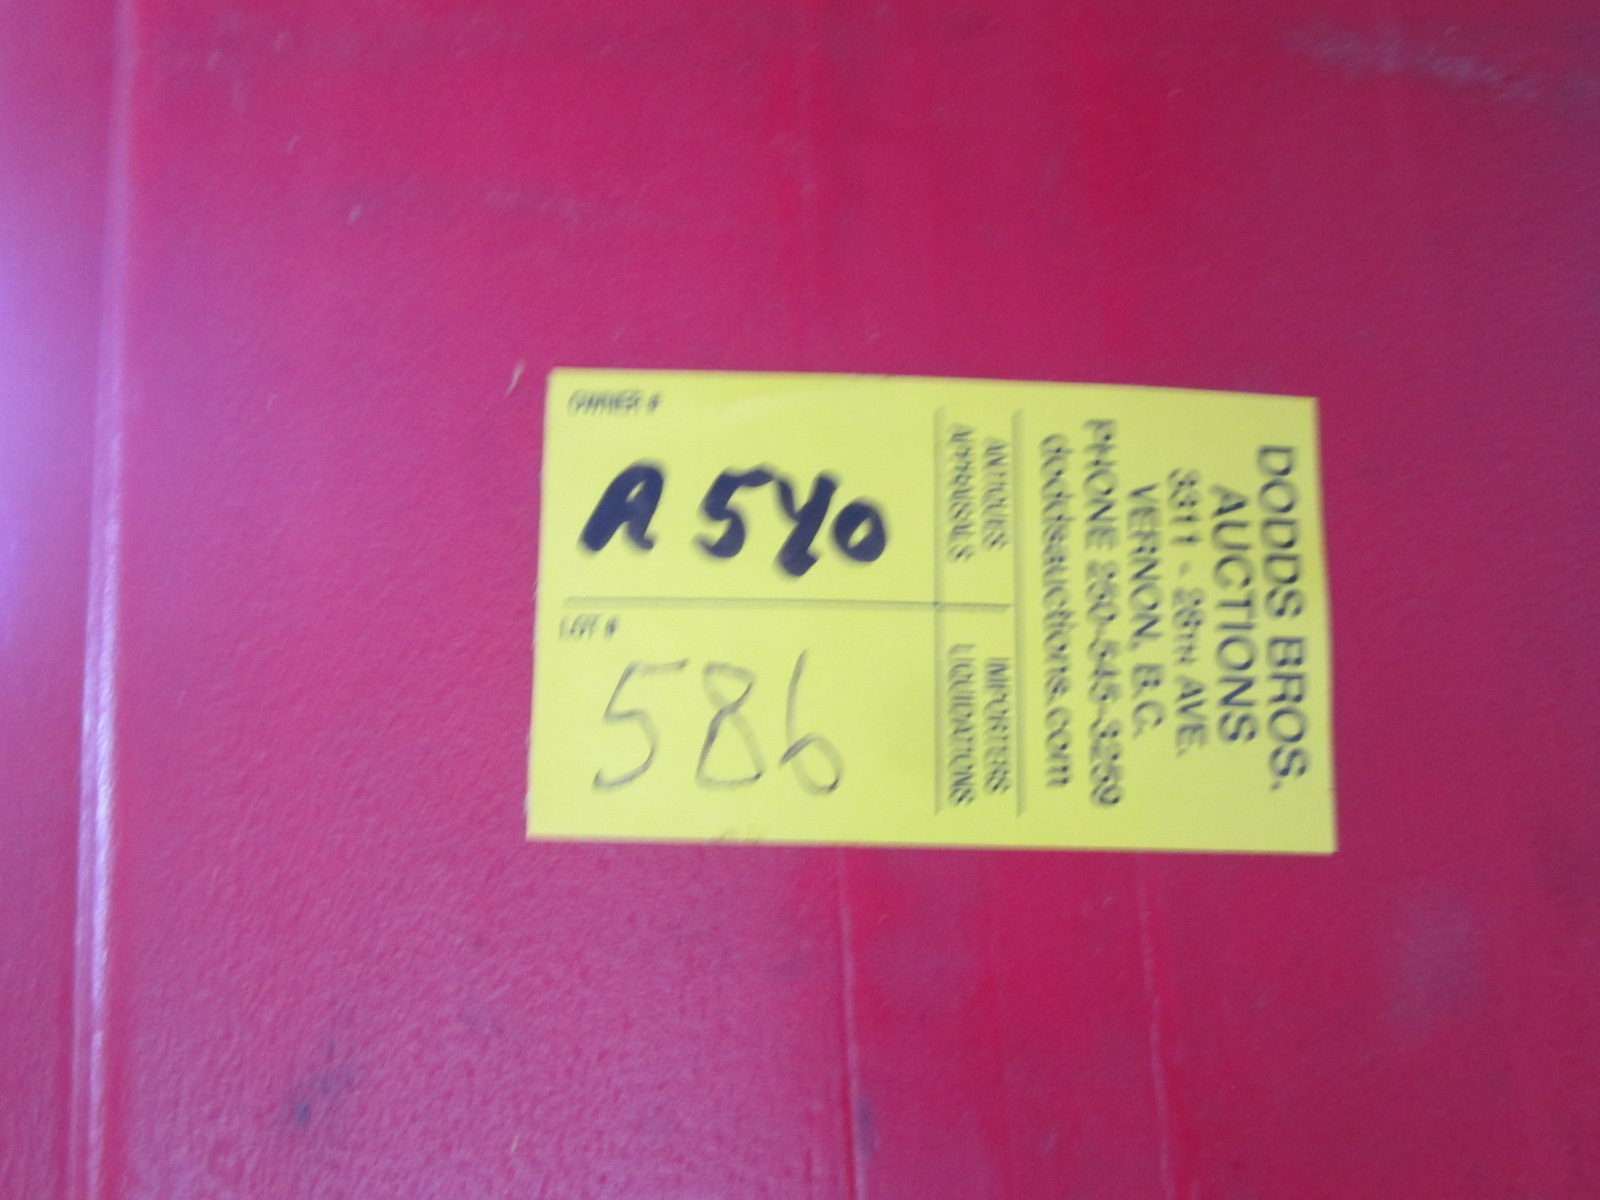 DODDS BROS.
AUCTIONS
3311 - 28TH AVE.
VERNON, B.C.
PHONE 250-545-3259
doddsauctions.com
ANTIQUES IMPORTERS
APPRAISALS LIQUIDATIONS
OWNER #
A540
LOT #
586